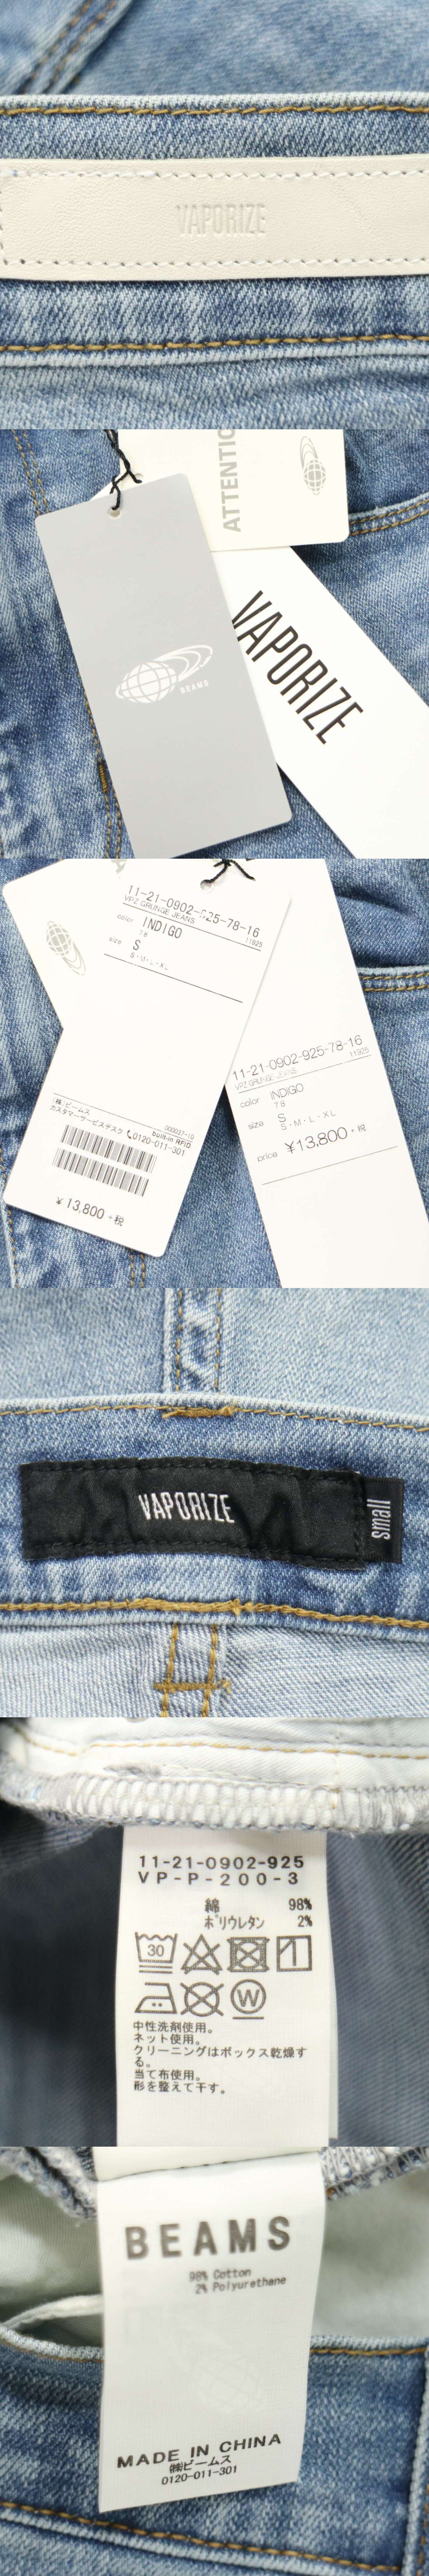 VAPORIZE
ATTENTIO
BEAMS
VAPORIZE
11-21-0902-925-78-16
VPZ GRUNGE JEANS
11925
color INDIGO
78
size S
S・M・L・XL
000037-10
(株)ビームス
built-in RFID
カスタマーサービスデスク 0120-011-301
¥13,800+税
11-21-0902-925-78-16
11925
VPZ GRUNGE JEANS
color INDIGO
78
size S
S・M・L・XL
price ¥13,800+税
VAPORIZE
small
11-21-0902-925
VP-P-200-3
綿 98%
ポリウレタン 2%
30
W
中性洗剤使用。
ネット使用。
クリーニングはボックス乾燥す
る。
当て布使用。
形を整えて干す。
BEAMS
98% Cotton
2% Polyurethane
MADE IN CHINA
㈱ビームス
0120-011-301